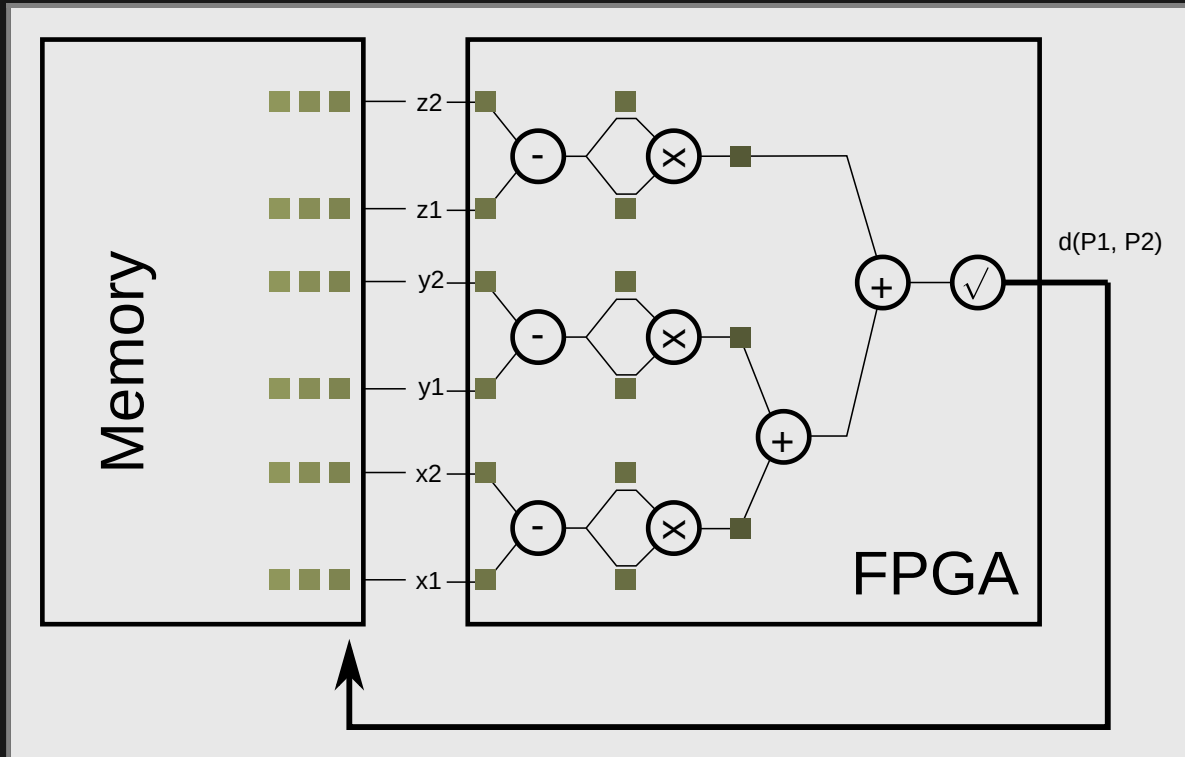 Memory
z2
z1
y2
y1
x2
x1
-
x
-
x
-
x
+
+
√
d(P1, P2)
FPGA